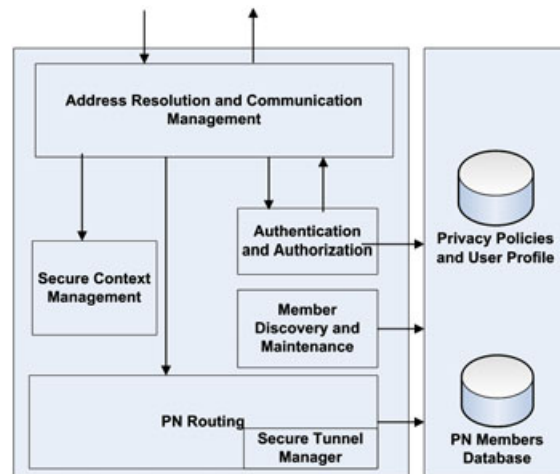 Address Resolution and Communication
Management
Authentication
and Authorization
Privacy Policies
and User Profile
Secure Context
Management
Member
Discovery and
Maintenance
PN Routing
Secure Tunnel
Manager
PN Members
Database